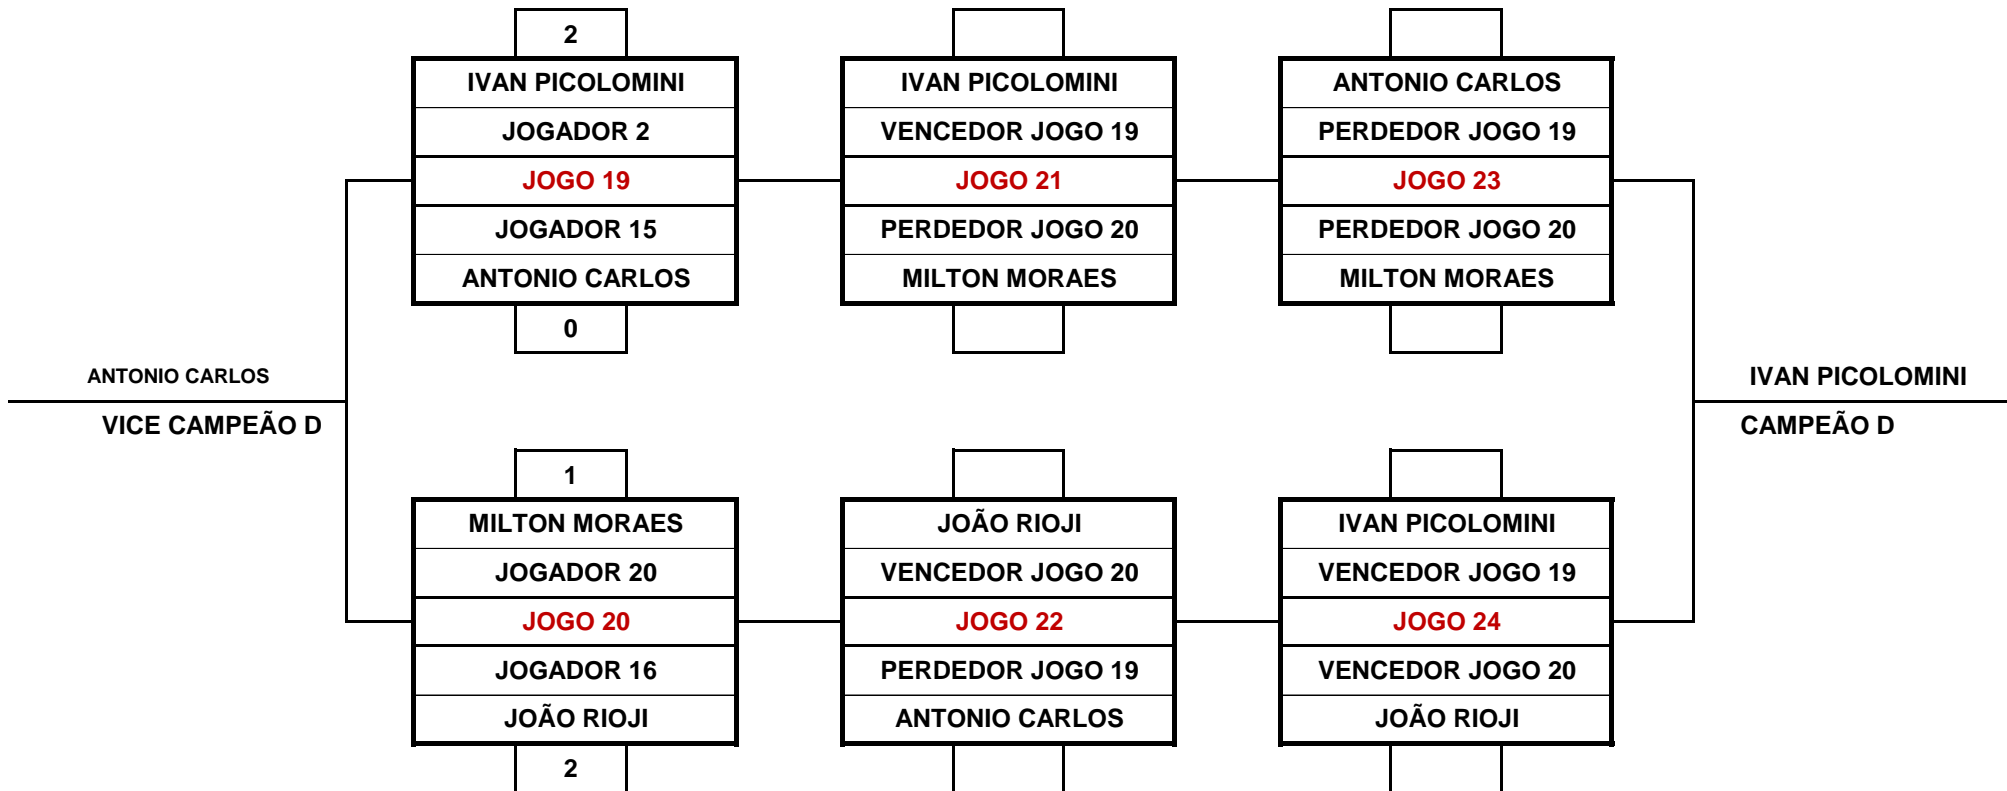 2
IVAN PICOLOMINI
JOGADOR 2
JOGO 19
JOGADOR 15
ANTONIO CARLOS
0
IVAN PICOLOMINI
VENCEDOR JOGO 19
JOGO 21
PERDEDOR JOGO 20
MILTON MORAES
ANTONIO CARLOS
PERDEDOR JOGO 19
JOGO 23
PERDEDOR JOGO 20
MILTON MORAES
ANTONIO CARLOS
VICE CAMPEÃO D
IVAN PICOLOMINI
CAMPEÃO D
1
MILTON MORAES
JOGADOR 20
JOGO 20
JOGADOR 16
JOÃO RIOJI
2
JOÃO RIOJI
VENCEDOR JOGO 20
JOGO 22
PERDEDOR JOGO 19
ANTONIO CARLOS
IVAN PICOLOMINI
VENCEDOR JOGO 19
JOGO 24
VENCEDOR JOGO 20
JOÃO RIOJI